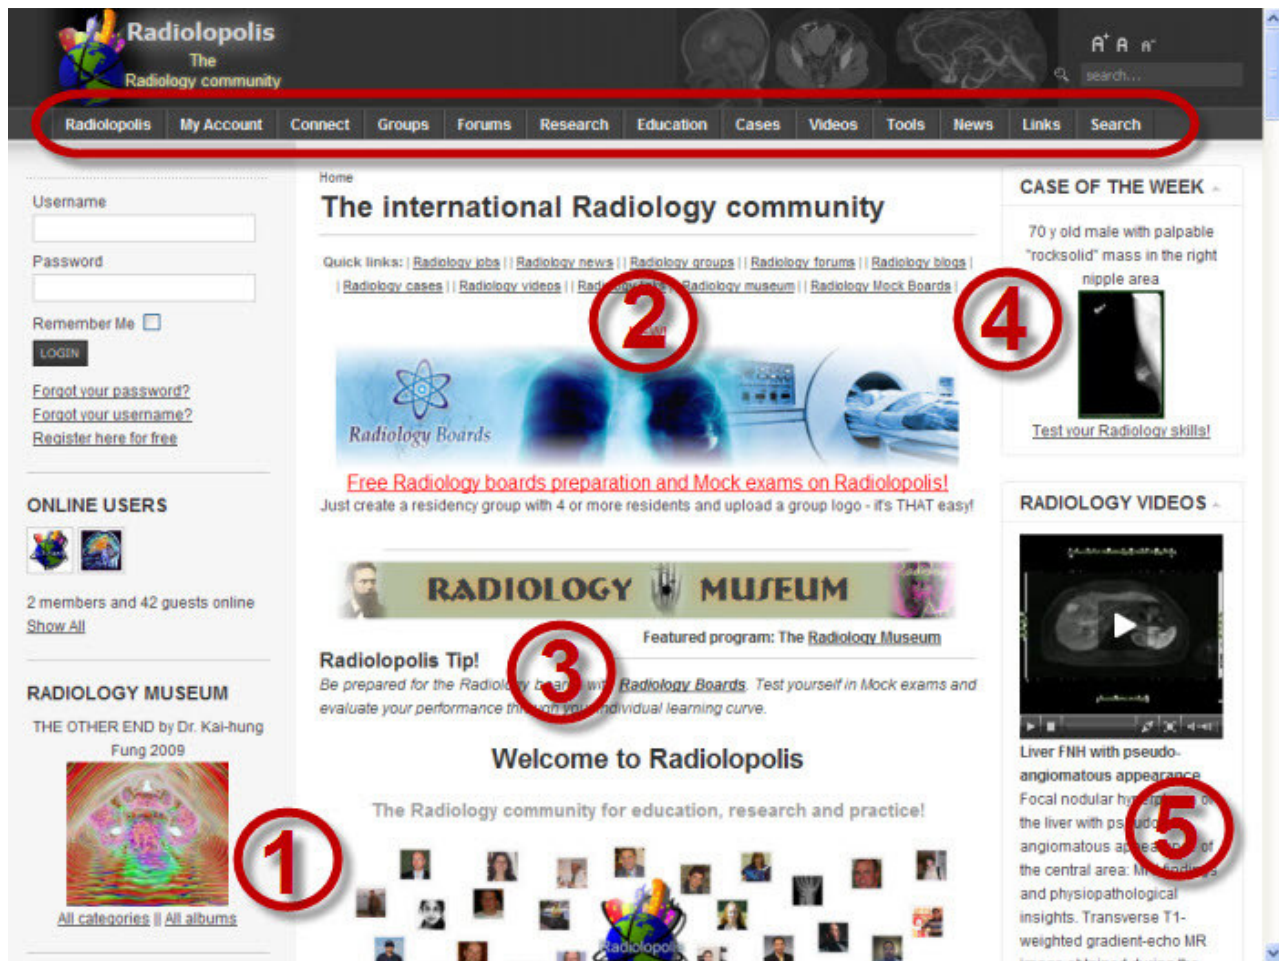 Radiolopolis
The
Radiology community
A+ A A-
search...
Radiolopolis My Account Connect Groups Forums Research Education Cases Videos Tools News Links Search
Username
Password
Remember Me
LOGIN
Forgot your password?
Forgot your username?
Register here for free
ONLINE USERS
2 members and 42 guests online
Show All
RADIOLOGY MUSEUM
THE OTHER END by Dr. Kai-hung
Fung 2009
1
All categories || All albums
Home
The international Radiology community
Quick links: | Radiology jobs | | Radiology news | | Radiology groups | | Radiology forums | | Radiology blogs |
| Radiology cases | | Radiology videos | | Radiology links | | Radiology museum | | Radiology Mock Boards |
2
Radiology Boards
Free Radiology boards preparation and Mock exams on Radiolopolis!
Just create a residency group with 4 or more residents and upload a group logo - it's THAT easy!
RADIOLOGY MUSEUM
Featured program: The Radiology Museum
3
Radiolopolis Tip!
Be prepared for the Radiology boards with Radiology Boards. Test yourself in Mock exams and
evaluate your performance through your individual learning curve.
Welcome to Radiolopolis
The Radiology community for education, research and practice!
Radiolopolis
CASE OF THE WEEK
70 y old male with palpable
"rocksolid" mass in the right
nipple area
4
Test your Radiology skills!
RADIOLOGY VIDEOS
Liver FNH with pseudo-
angiomatous appearance
Focal nodular hyperplasia of
the liver with pseudo
angiomatous appearance of
the central area: MRI findings
and physiopathological
insights. Transverse T1-
weighted gradient-echo MR
5